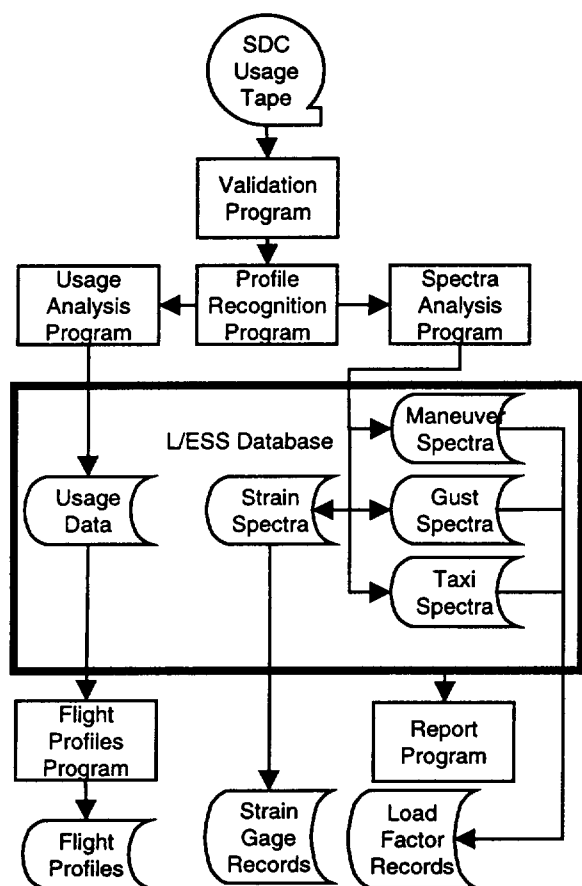 SDC
Usage
Tape
Validation
Program
Usage
Analysis
Program
Profile
Recognition
Program
Spectra
Analysis
Program
L/ESS Database
Maneuver
Spectra
Usage
Data
Strain
Spectra
Gust
Spectra
Taxi
Spectra
Flight
Profiles
Program
Report
Program
Flight
Profiles
Strain
Gage
Records
Load
Factor
Records